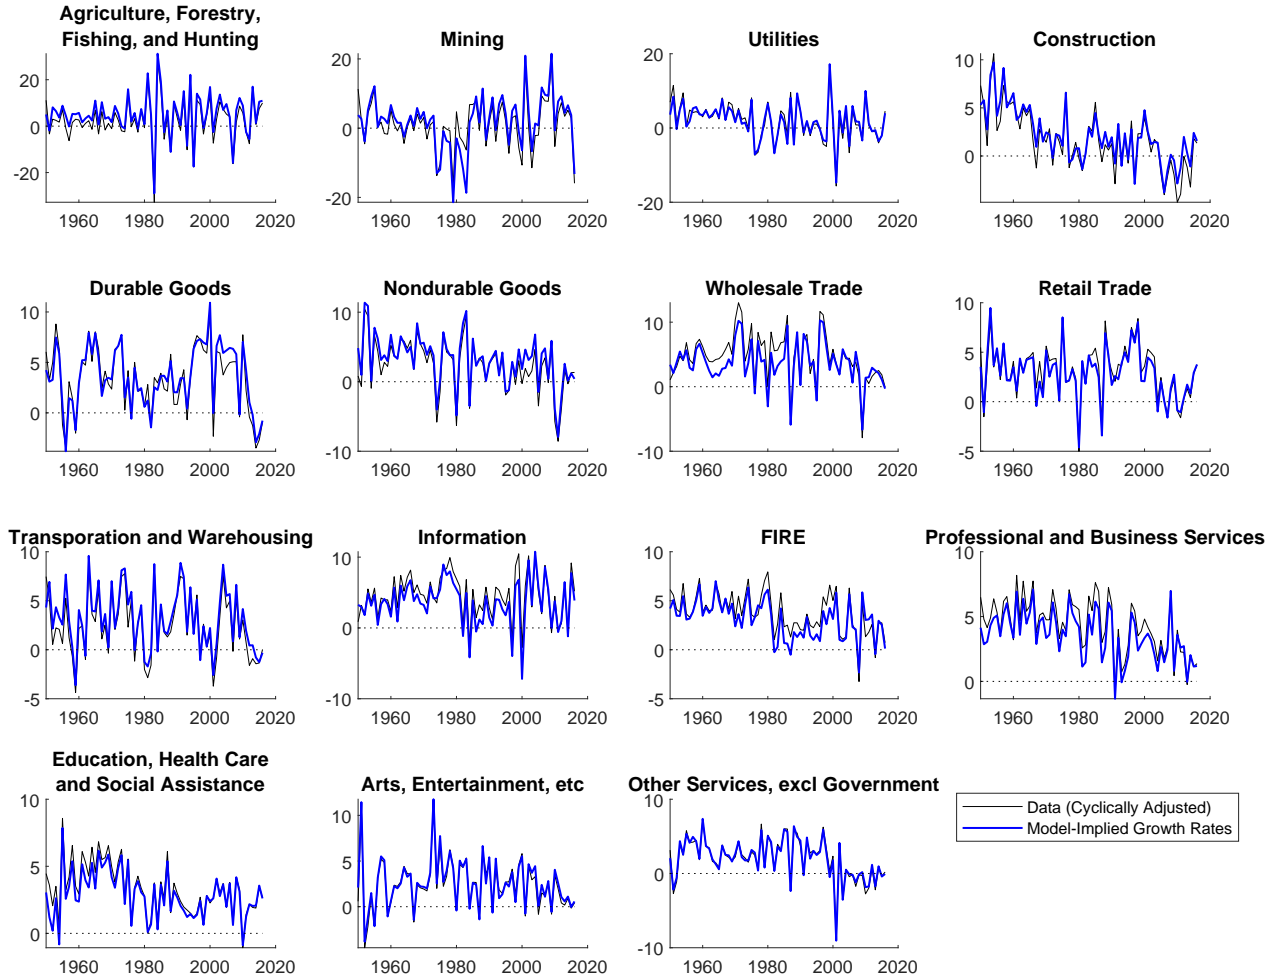 Agriculture, Forestry,
Fishing, and Hunting
Mining
Utilities
Construction
20
0
-20
1960 1980 2000 2020
20
0
-20
1960 1980 2000 2020
20
0
-20
1960 1980 2000 2020
10
5
0
1960 1980 2000 2020
Durable Goods
Nondurable Goods
Wholesale Trade
Retail Trade
10
5
0
1960 1980 2000 2020
10
0
-10
1960 1980 2000 2020
10
0
-10
1960 1980 2000 2020
10
5
0
-5
1960 1980 2000 2020
Transporation and Warehousing
Information
FIRE
Professional and Business Services
10
5
0
-5
1960 1980 2000 2020
10
0
-10
1960 1980 2000 2020
10
5
0
-5
1960 1980 2000 2020
10
5
0
1960 1980 2000 2020
Education, Health Care
and Social Assistance
Arts, Entertainment, etc
Other Services, excl Government
10
5
0
1960 1980 2000 2020
10
5
0
1960 1980 2000 2020
10
0
-10
1960 1980 2000 2020
Data (Cyclically Adjusted)
Model-Implied Growth Rates